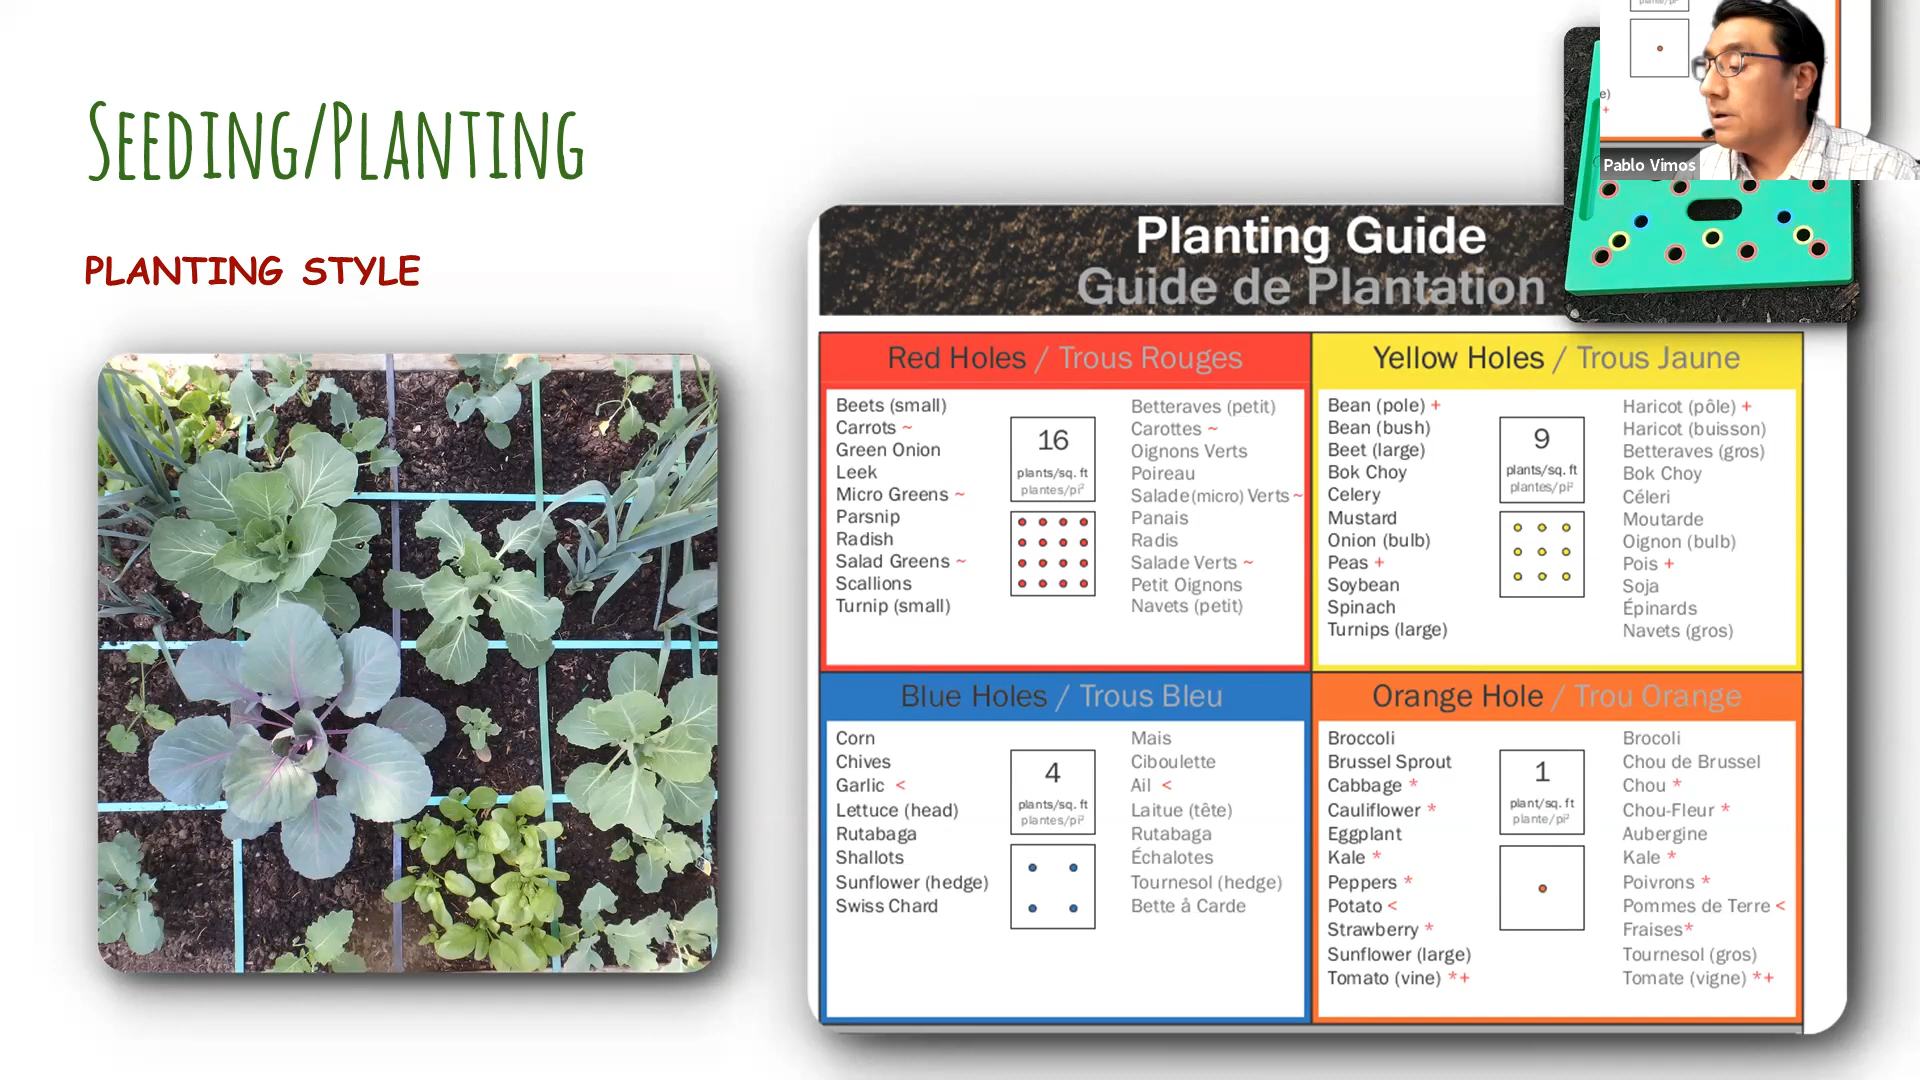 SEEDING/PLANTING
PLANTING STYLE
Pablo Vimos
Planting Guide
Guide de Plantation
Red Holes / Trous Rouges
Beets (small)
Carrots ~
Green Onion
Leek
Micro Greens ~
Parsnip
Radish
Salad Greens ~
Scallions
Turnip (small)
16
plants/sq. ft
plantes/pi²
Betteraves (petit)
Carottes ~
Oignons Verts
Poireau
Salade(micro) Verts ~
Panais
Radis
Salade Verts ~
Petit Oignons
Navets (petit)
Yellow Holes / Trous Jaune
Bean (pole) +
Bean (bush)
Beet (large)
Bok Choy
Celery
Mustard
Onion (bulb)
Peas +
Soybean
Spinach
Turnips (large)
9
plants/sq. ft
plantes/pi²
Haricot (pôle) +
Haricot (buisson)
Betteraves (gros)
Bok Choy
Céleri
Moutarde
Oignon (bulb)
Pois +
Soja
Épinards
Navets (gros)
Blue Holes / Trous Bleu
Corn
Chives
Garlic <
Lettuce (head)
Rutabaga
Shallots
Sunflower (hedge)
Swiss Chard
4
plants/sq. ft
plantes/pi²
Mais
Ciboulette
Ail <
Laitue (tête)
Rutabaga
Échalotes
Tournesol (hedge)
Bette å Carde
Orange Hole / Trou Orange
Broccoli
Brussel Sprout
Cabbage *
Cauliflower *
Eggplant
Kale *
Peppers *
Potato <
Strawberry *
Sunflower (large)
Tomato (vine) *+
1
plant/sq. ft
plante/pi²
Brocoli
Chou de Brussel
Chou *
Chou-Fleur *
Aubergine
Kale *
Poivrons *
Pommes de Terre <
Fraises*
Tournesol (gros)
Tomate (vigne) *+